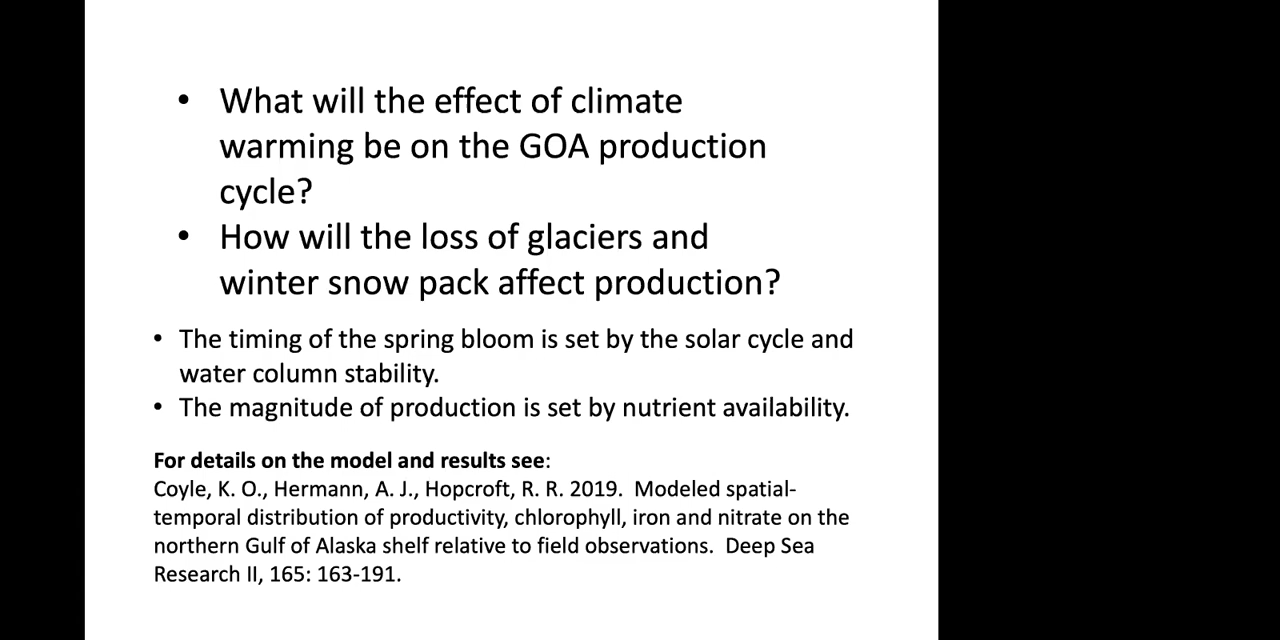 • What will the effect of climate
warming be on the GOA production
cycle?
• How will the loss of glaciers and
winter snow pack affect production?
• The timing of the spring bloom is set by the solar cycle and
water column stability.
• The magnitude of production is set by nutrient availability.
For details on the model and results see:
Coyle, K. O., Hermann, A. J., Hopcroft, R. R. 2019.  Modeled spatial-
temporal distribution of productivity, chlorophyll, iron and nitrate on the
northern Gulf of Alaska shelf relative to field observations.  Deep Sea
Research II, 165: 163-191.